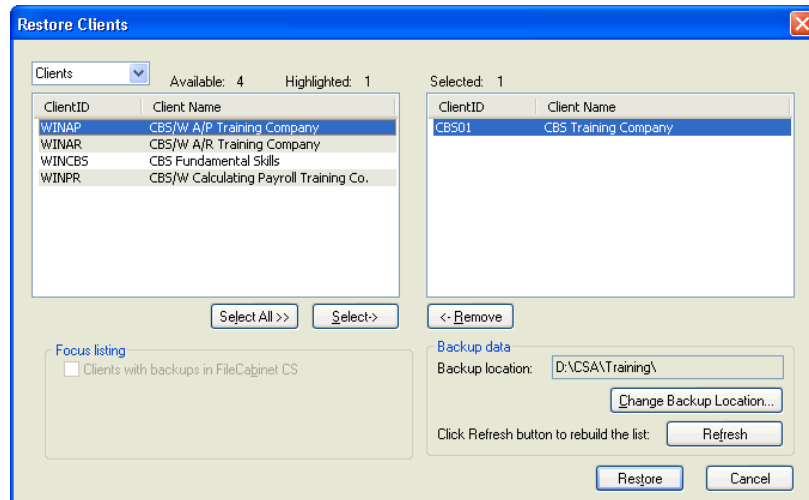 Restore Clients
Clients
Available: 4 Highlighted: 1 Selected: 1
ClientID Client Name ClientID Client Name
WINAP CBS/W A/P Training Company CBS01 CBS Training Company
WINAR CBS/W A/R Training Company
WINCBS CBS Fundamental Skills
WINPR CBS/W Calculating Payroll Training Co.
Select All >> Select-> <- Remove
Focus listing Backup data
Clients with backups in FileCabinet CS Backup location: D:\CSA\Training\
Change Backup Location...
Click Refresh button to rebuild the list: Refresh
Restore Cancel